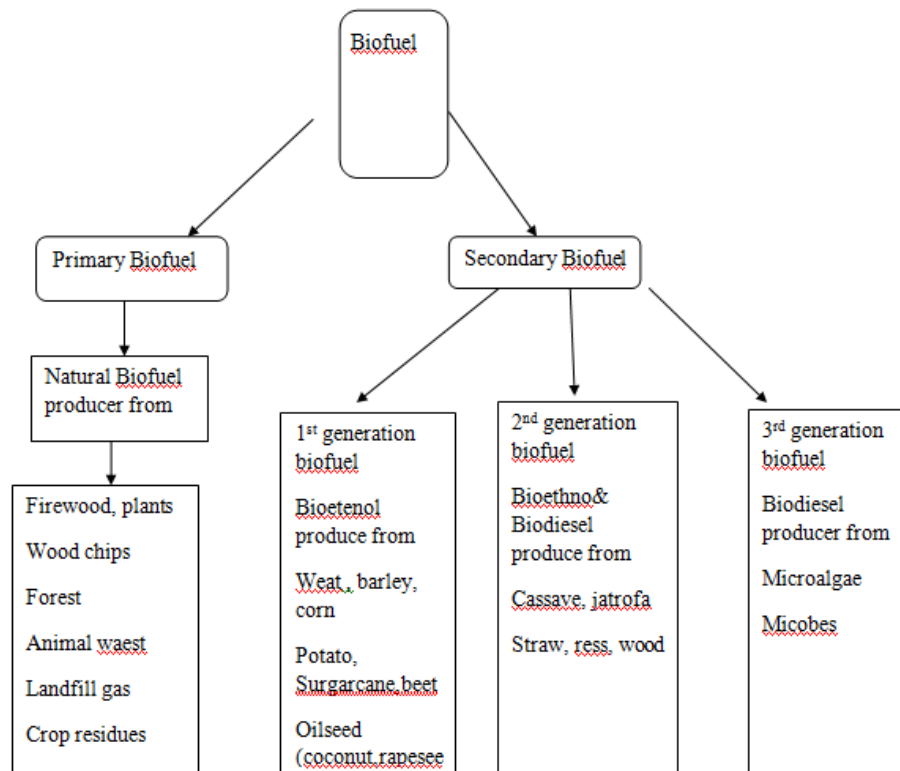 Biofuel
Primary Biofuel
Secondary Biofuel
Natural Biofuel
producer from
Firewood, plants
Wood chips
Forest
Animal waest
Landfill gas
Crop residues
1st generation
biofuel
Bioetenol
produce from
Weat,, barley,
corn
Potato,
Surgarcane,beet
Oilseed
(coconut,rapesee
2nd generation
biofuel
Bioethno&
Biodiesel
produce from
Cassave, jatrofa
Straw, ress, wood
3rd generation
biofuel
Biodiesel
producer from
Microalgae
Micobes